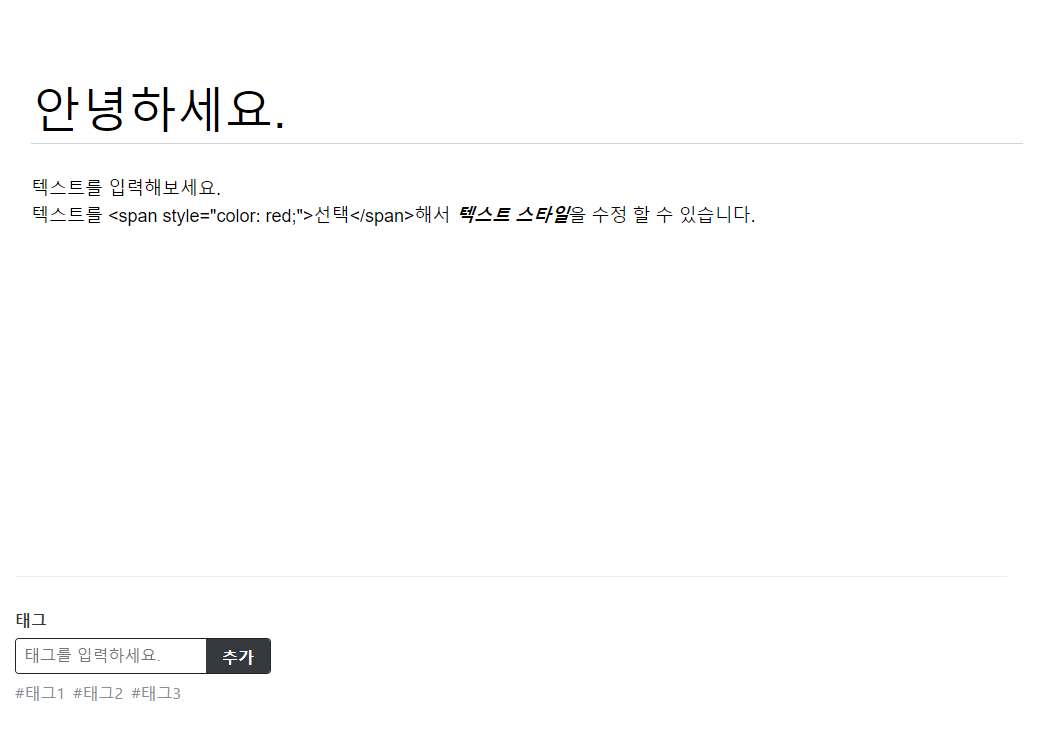 안녕하세요.
텍스트를 입력해보세요.
텍스트를 <span style="color: red;">선택</span>해서 텍스트 스타일을 수정 할 수 있습니다.
태그
태그를 입력하세요. 추가
#태그1 #태그2 #태그3